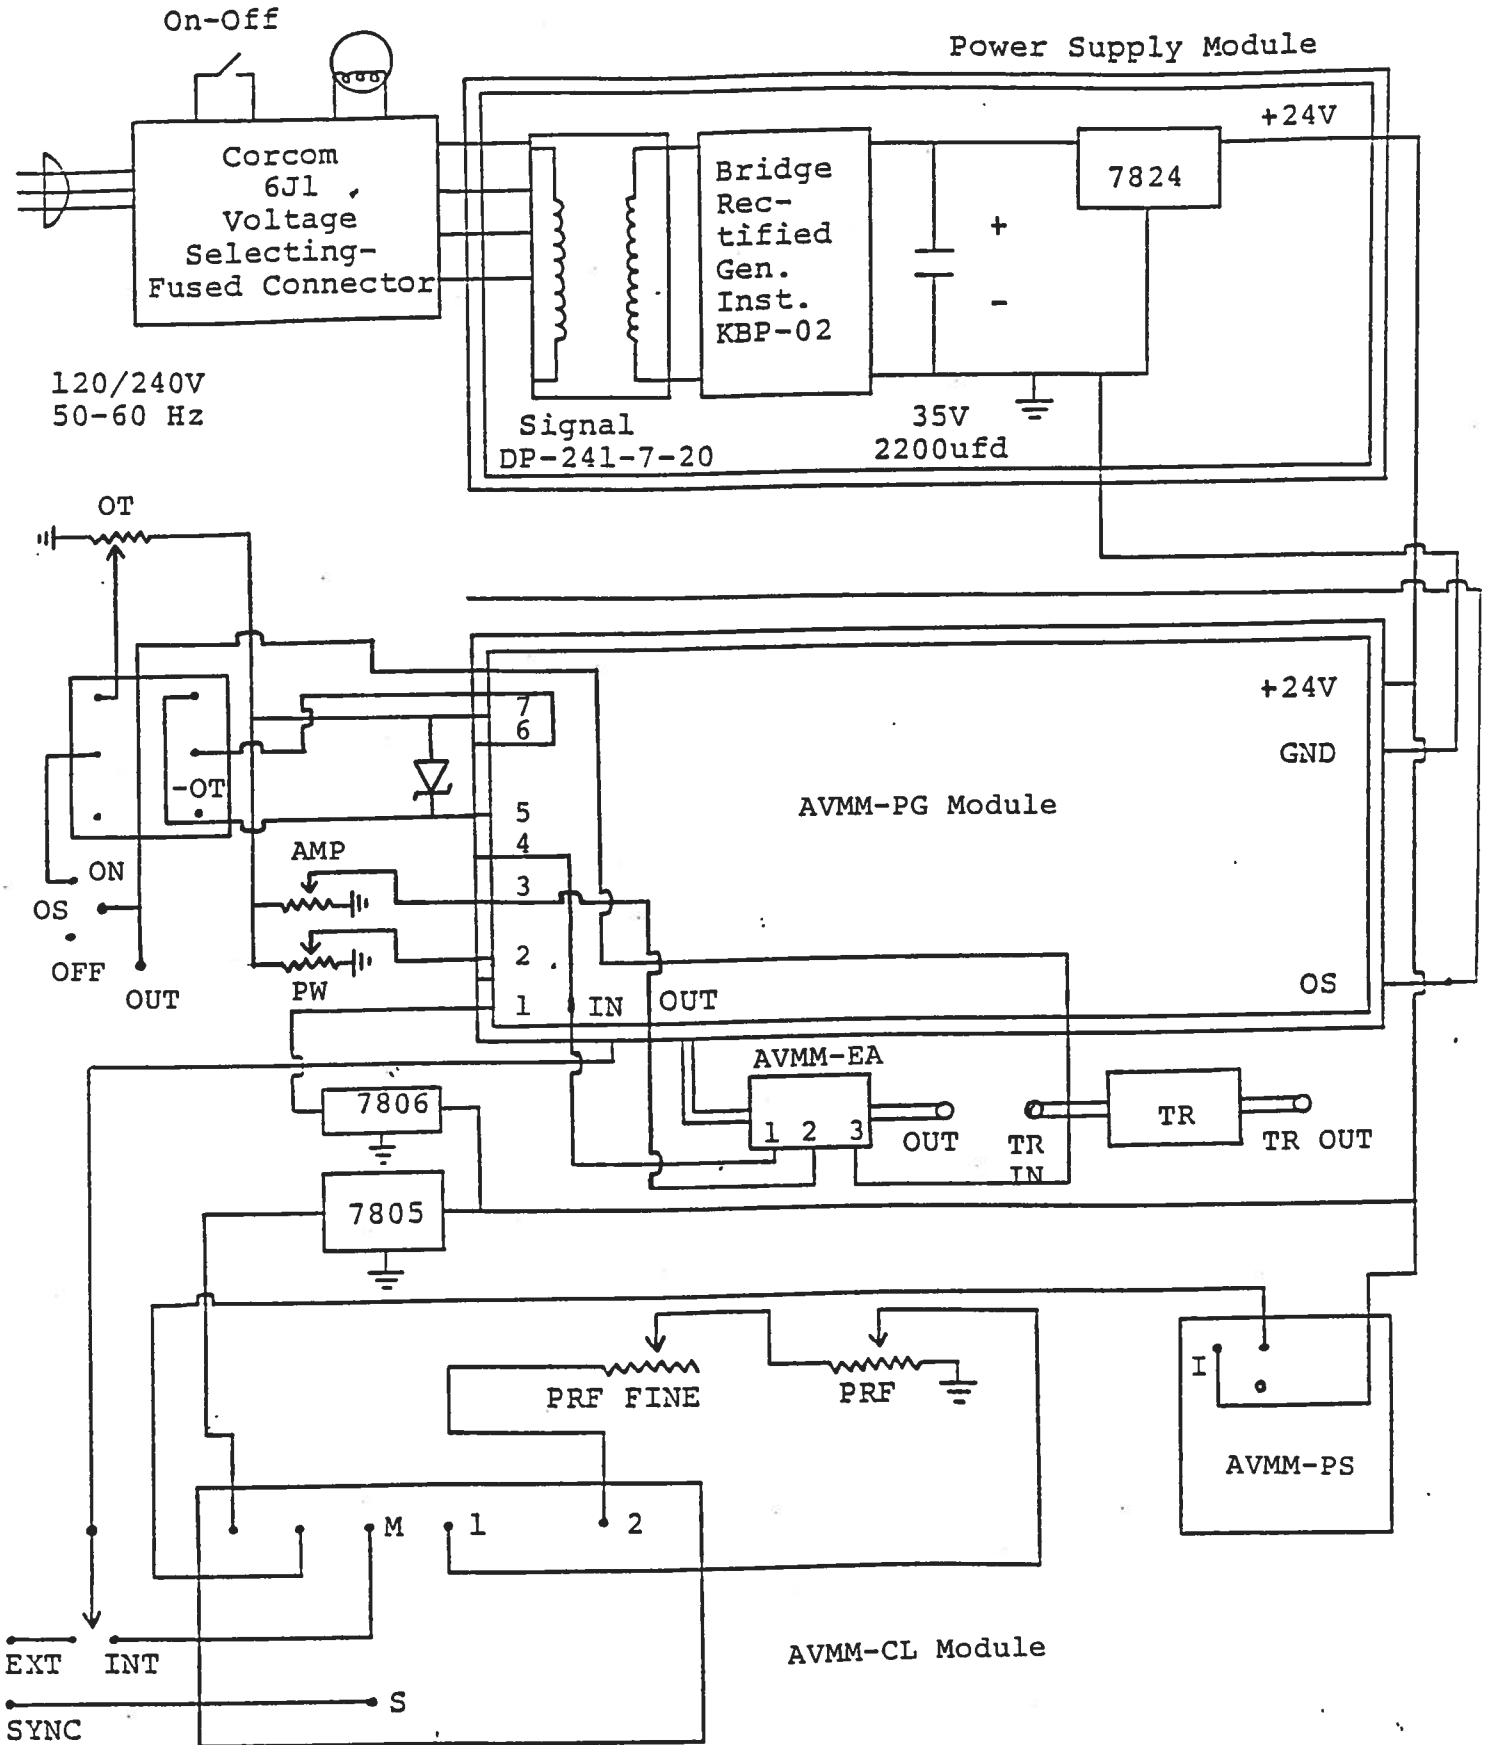 On-Off
Power Supply Module
+24V
Corcom
6J1
Voltage
Selecting-
Fused Connector
Bridge
Rec-
tified
Gen.
Inst.
KBP-02
7824
+
-
120/240V
50-60 Hz
Signal
DP-241-7-20
35V
2200ufd
OT
7
6
+24V
GND
-OT
5
AVMM-PG Module
4
AMP
ON
3
OS
2
OFF
PW
OUT
1
IN
OUT
OS
AVMM-EA
7806
1 2 3
OUT
TR
IN
TR
TR OUT
7805
I
PRF FINE
PRF
AVMM-PS
M
1
2
EXT
INT
AVMM-CL Module
S
SYNC